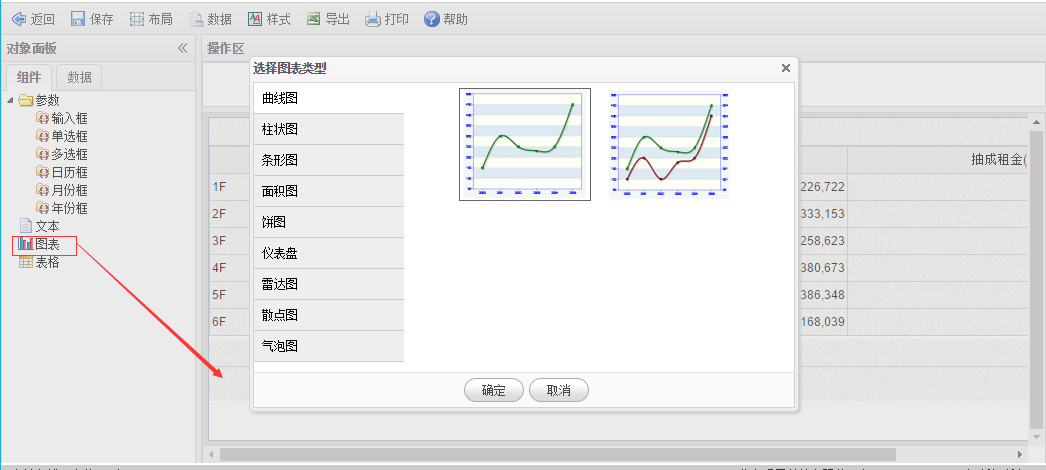 返回 保存 布局 数据 样式 导出 打印 帮助
对象面板
操作区
组件 数据
参数
输入框
单选框
多选框
日历框
月份框
年份框
文本
图表
表格
选择图表类型
曲线图
柱状图
条形图
面积图
饼图
仪表盘
雷达图
散点图
气泡图
确定 取消
抽成租金(
1F 226,722
2F 333,153
3F 258,623
4F 380,673
5F 386,348
6F 168,039